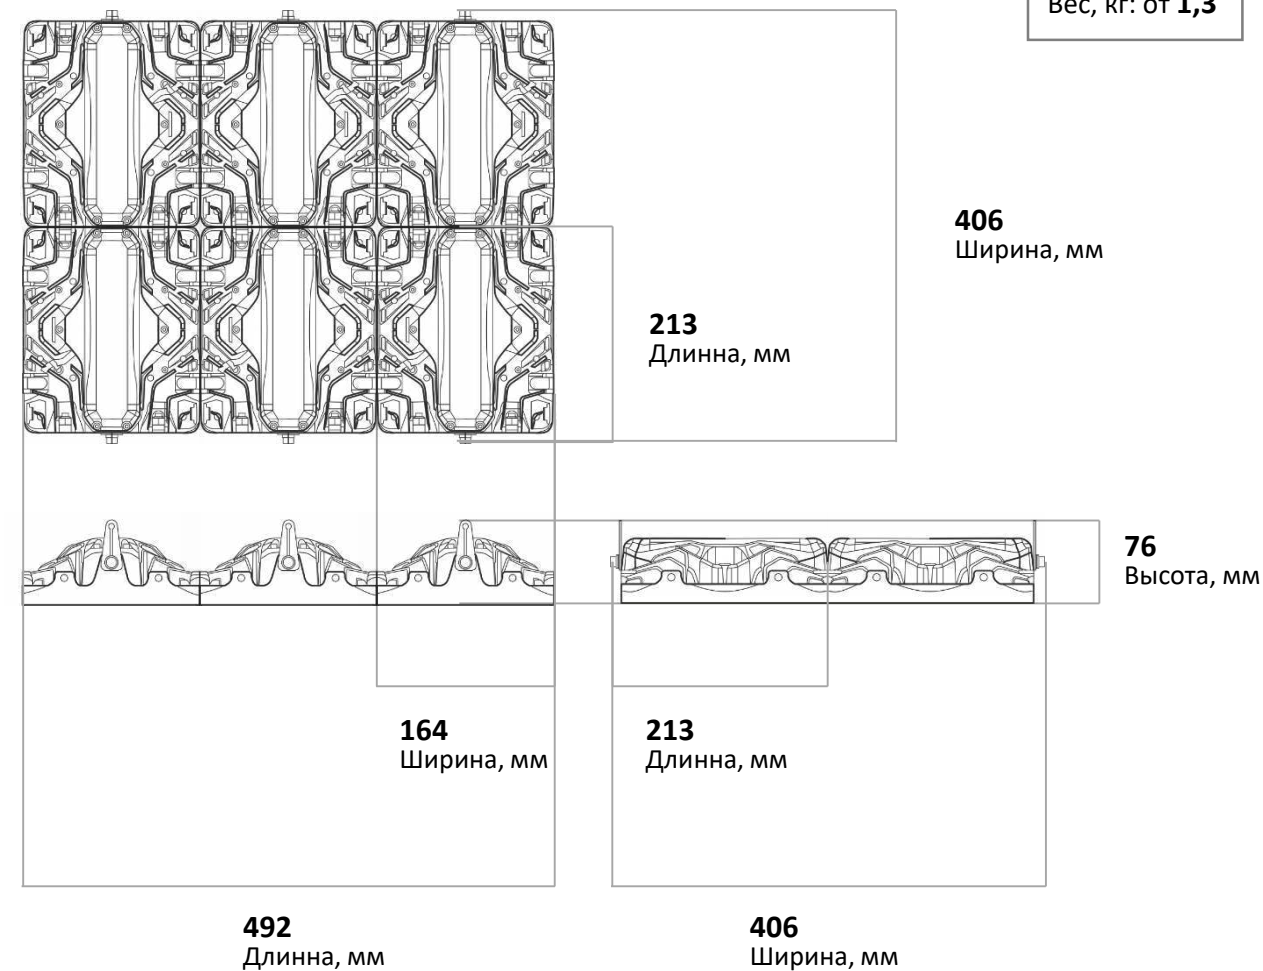 Вес, кг: от 1,3
406
Ширина, мм
213
Длинна, мм
76
Высота, мм
164
Ширина, мм
213
Длинна, мм
492
Длинна, мм
406
Ширина, мм